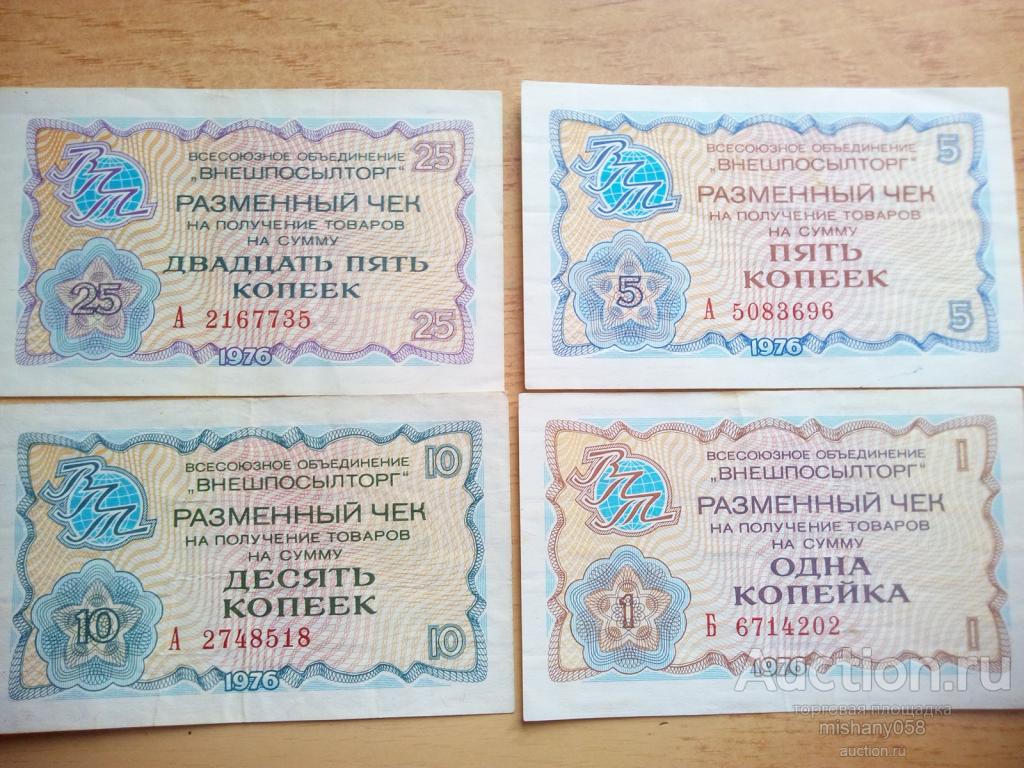 ВПТ
ВСЕСОЮЗНОЕ ОБЪЕДИНЕНИЕ
„ВНЕШПОСЫЛТОРГ"
25
РАЗМЕННЫЙ ЧЕК
НА ПОЛУЧЕНИЕ ТОВАРОВ
НА СУММУ
ДВАДЦАТЬ ПЯТЬ
КОПЕЕК
25
А 2167735
25
1976
ВПТ
ВСЕСОЮЗНОЕ ОБЪЕДИНЕНИЕ
„ВНЕШПОСЫЛТОРГ"
5
РАЗМЕННЫЙ ЧЕК
НА ПОЛУЧЕНИЕ ТОВАРОВ
НА СУММУ
ПЯТЬ
КОПЕЕК
5
А 5083696
5
1976
ВПТ
ВСЕСОЮЗНОЕ ОБЪЕДИНЕНИЕ
„ВНЕШПОСЫЛТОРГ"
10
РАЗМЕННЫЙ ЧЕК
НА ПОЛУЧЕНИЕ ТОВАРОВ
НА СУММУ
ДЕСЯТЬ
КОПЕЕК
10
А 2748518
10
1976
ВПТ
ВСЕСОЮЗНОЕ ОБЪЕДИНЕНИЕ
„ВНЕШПОСЫЛТОРГ"
1
РАЗМЕННЫЙ ЧЕК
НА ПОЛУЧЕНИЕ ТОВАРОВ
НА СУММУ
ОДНА
КОПЕЙКА
1
Б 6714202
1
1976
Auction.ru
торговая площадка
mishany058
auction.ru